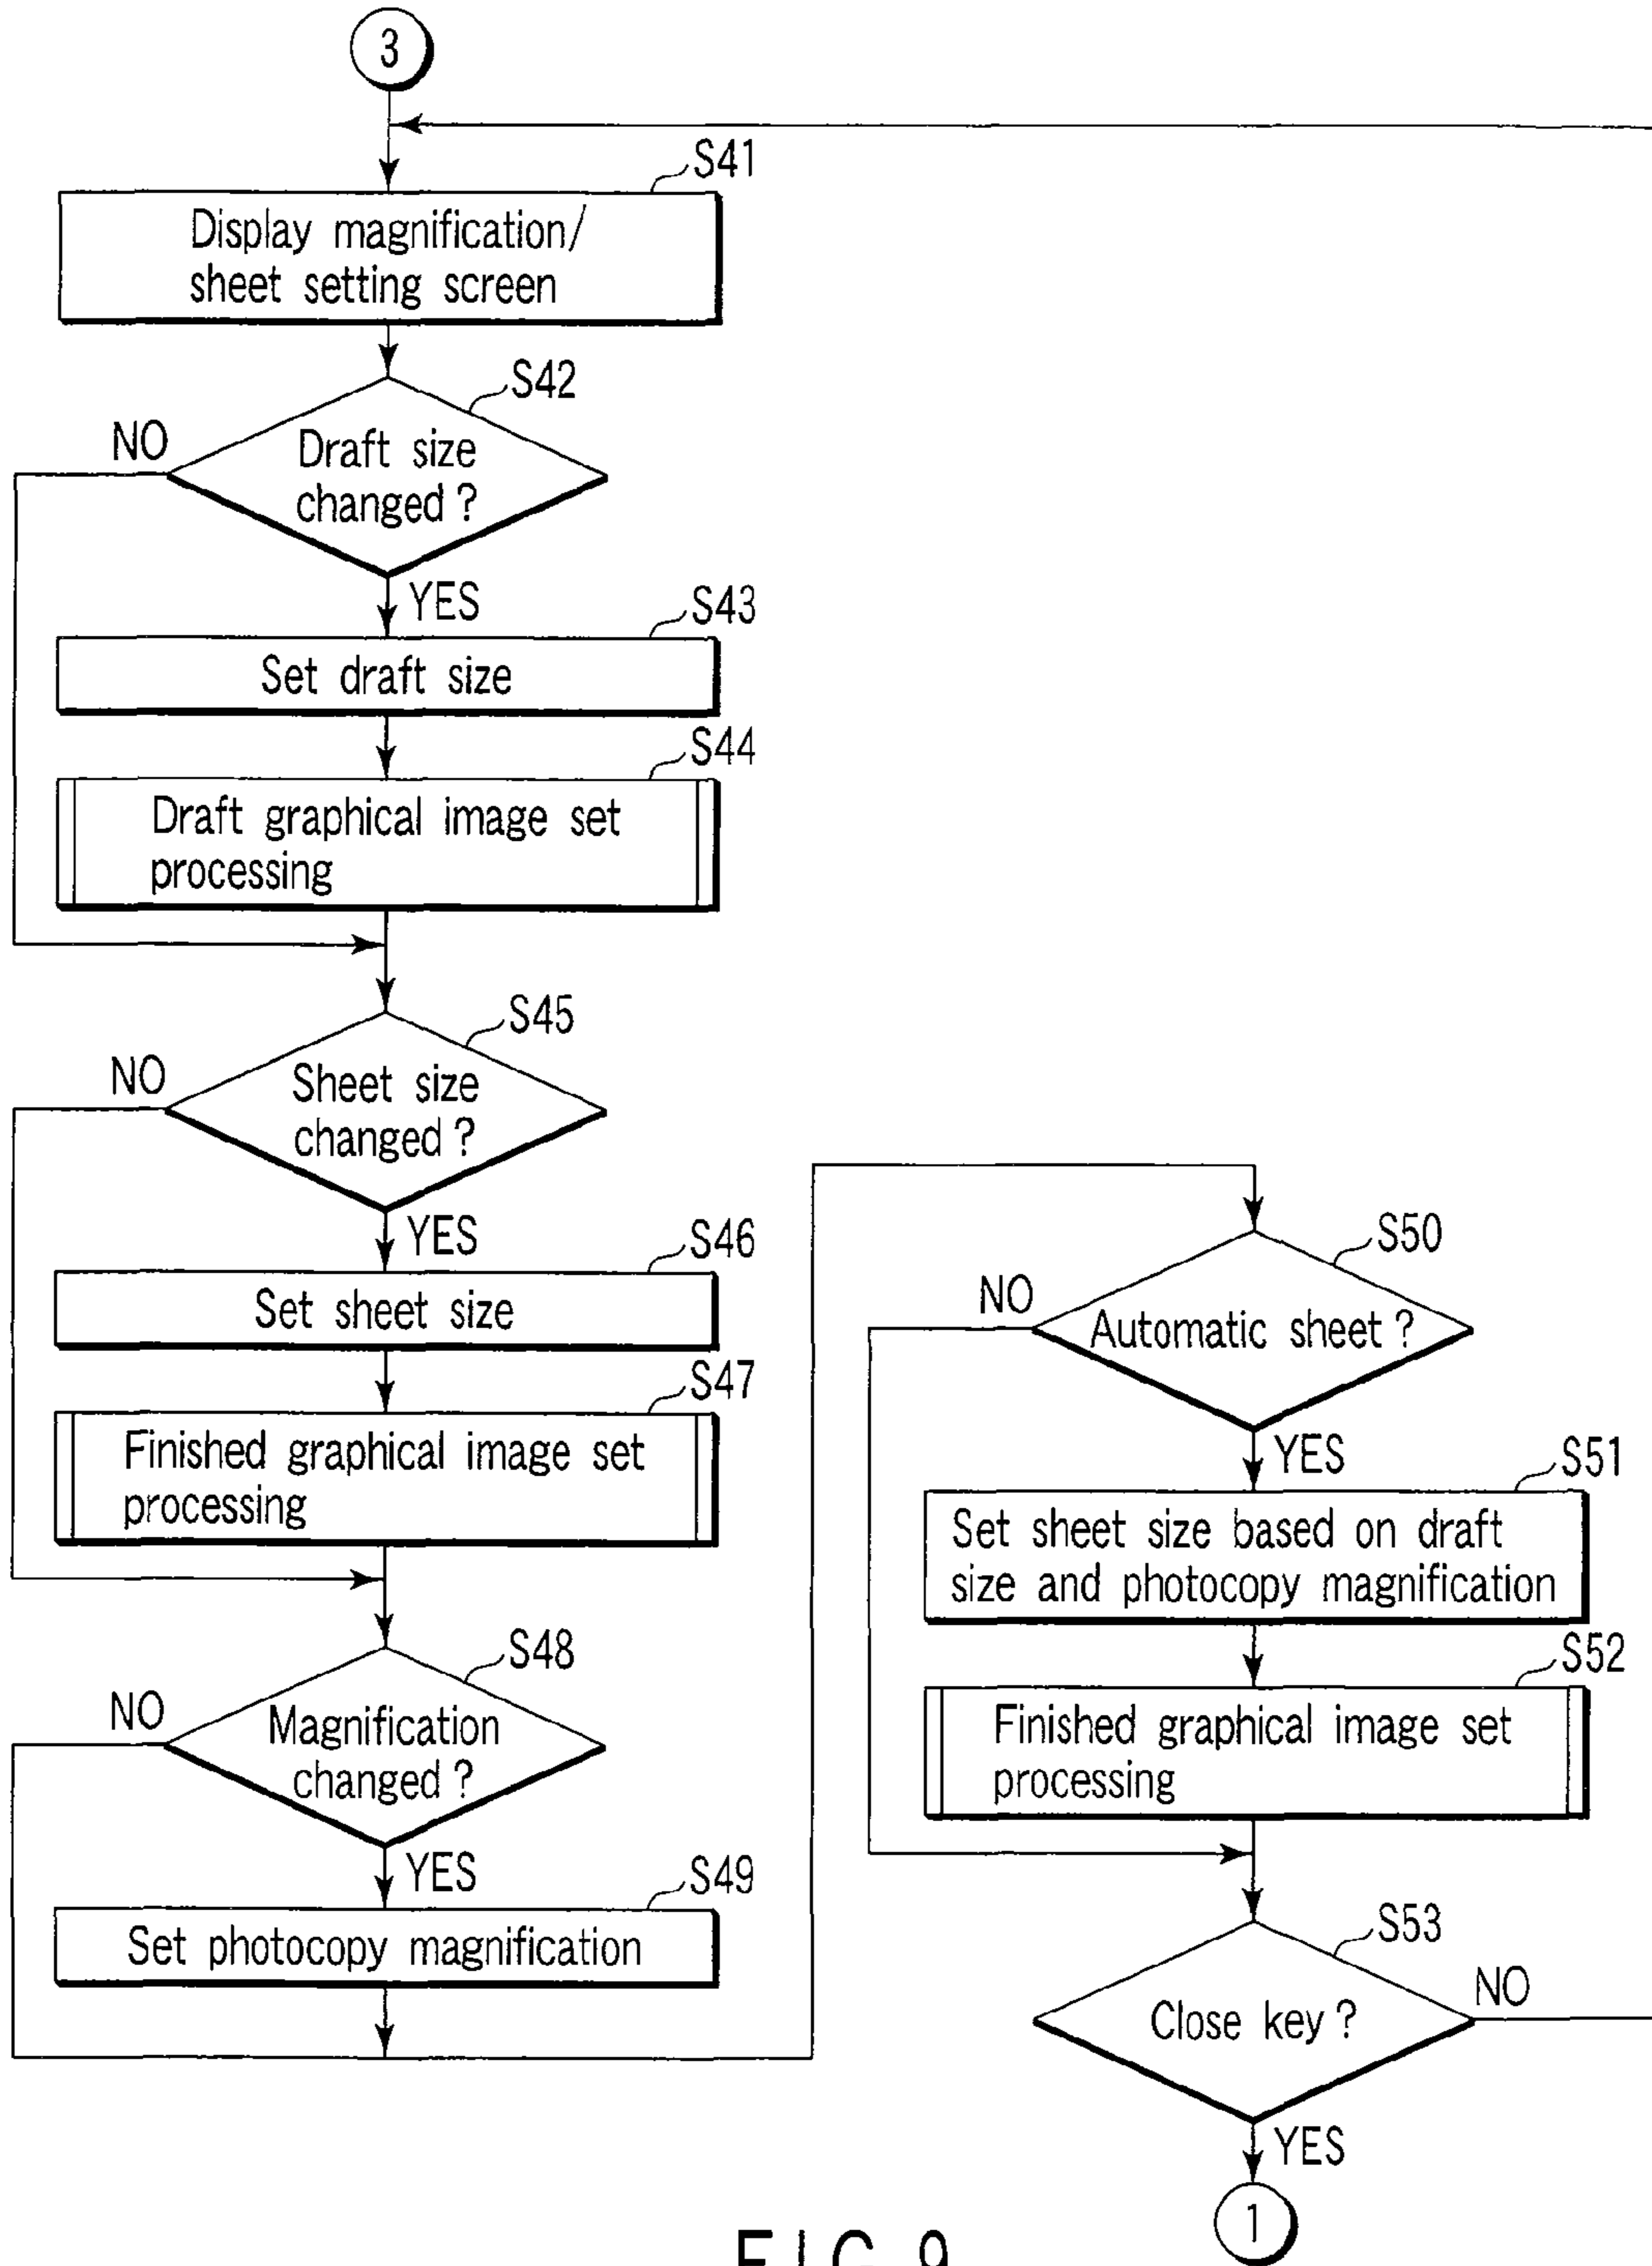 3
S41
Display magnification/
sheet setting screen
S42
NO
Draft size
changed?
YES
S43
Set draft size
S44
Draft graphical image set
processing
S45
NO
Sheet size
changed?
YES
S46
Set sheet size
S47
Finished graphical image set
processing
S48
NO
Magnification
changed?
YES
S49
Set photocopy magnification
S50
NO
Automatic sheet?
YES
S51
Set sheet size based on draft
size and photocopy magnification
S52
Finished graphical image set
processing
S53
Close key?
NO
YES
1
FIG. 9